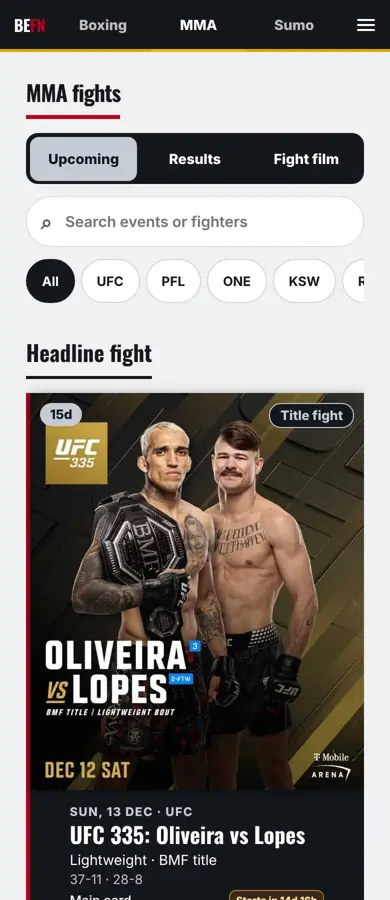 BEFN
Boxing
MMA
Sumo
MMA fights
Upcoming
Results
Fight film
Search events or fighters
All
UFC
PFL
ONE
KSW
Headline fight
15d
Title fight
UFC
335
BMF
OLIVEIRA 3
VS LOPES 2-FTW
BMF TITLE / LIGHTWEIGHT BOUT
DEC 12 SAT
T Mobile
ARENA
UFC
SUN, 13 DEC · UFC
UFC 335: Oliveira vs Lopes
Lightweight · BMF title
37-11 · 28-8
Main card
Starts in 14d 16h